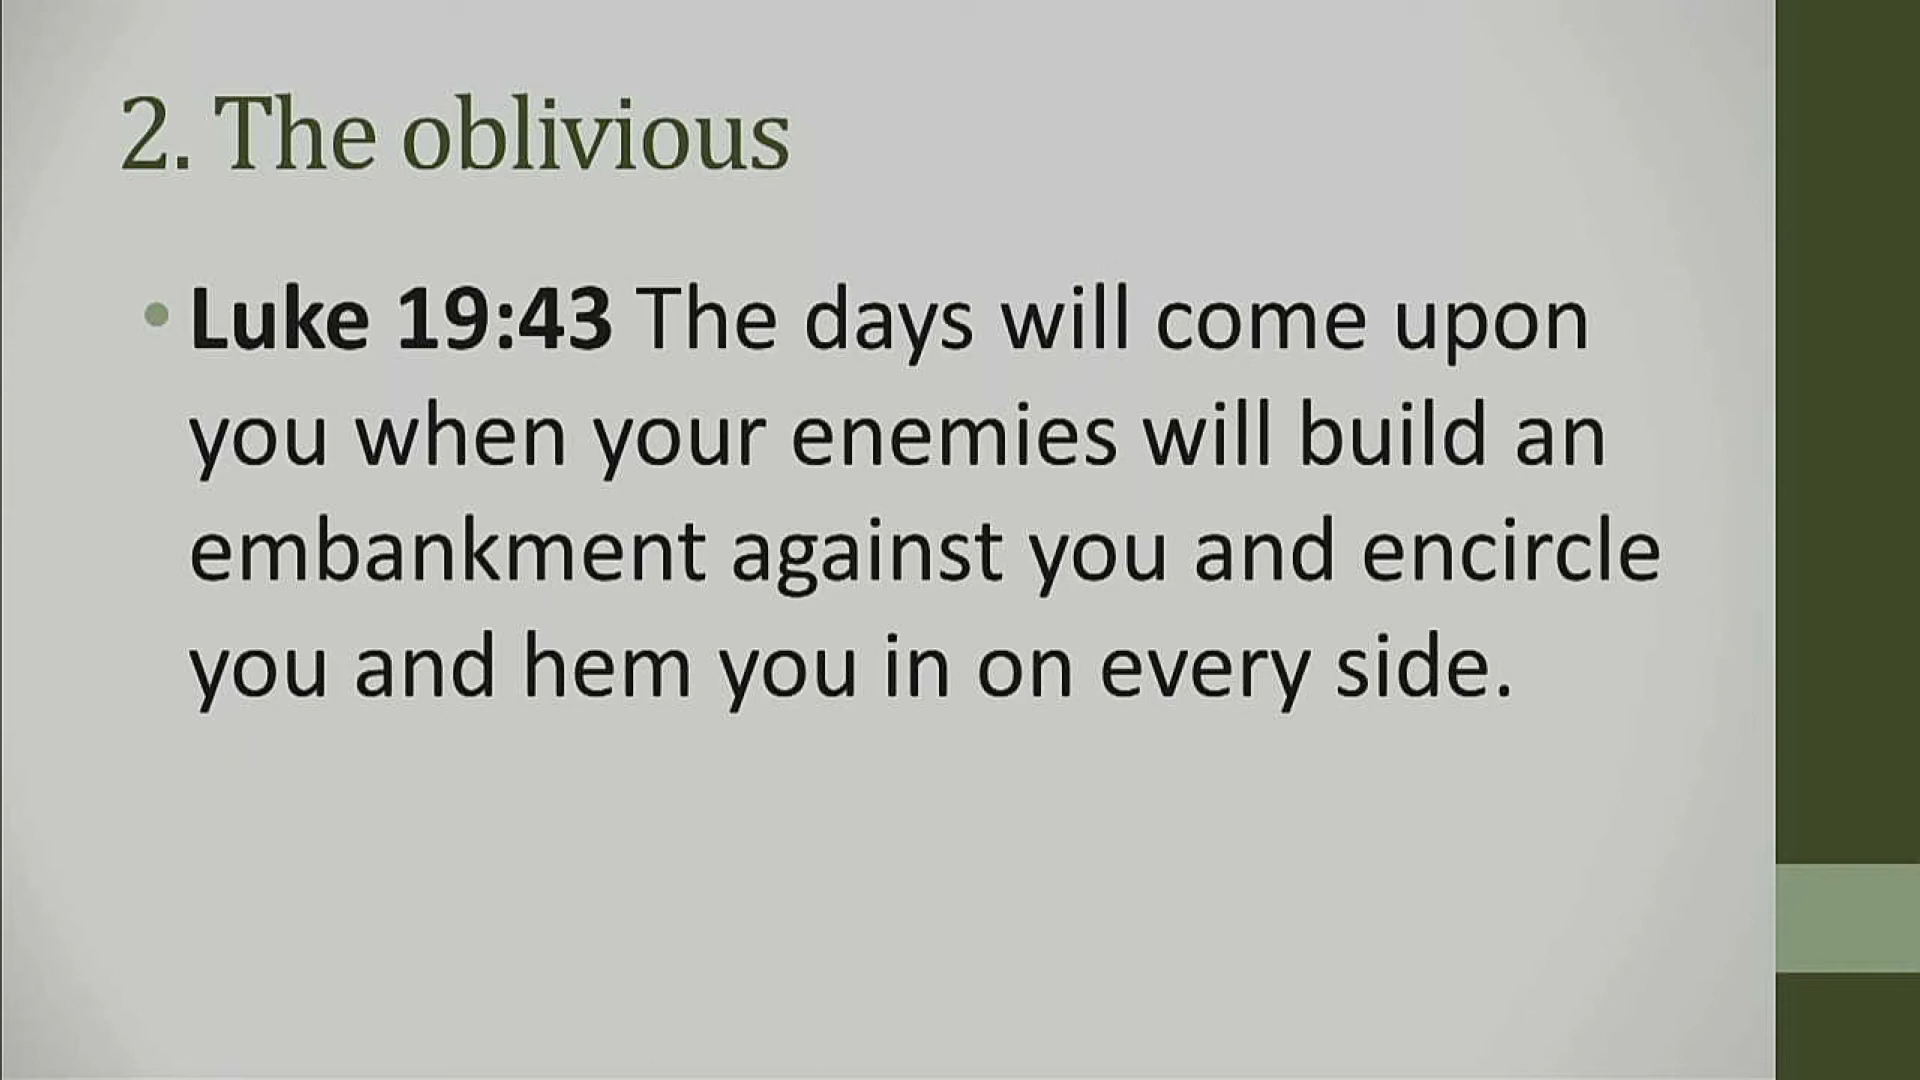 2. The oblivious
• Luke 19:43 The days will come upon
you when your enemies will build an
embankment against you and encircle
you and hem you in on every side.